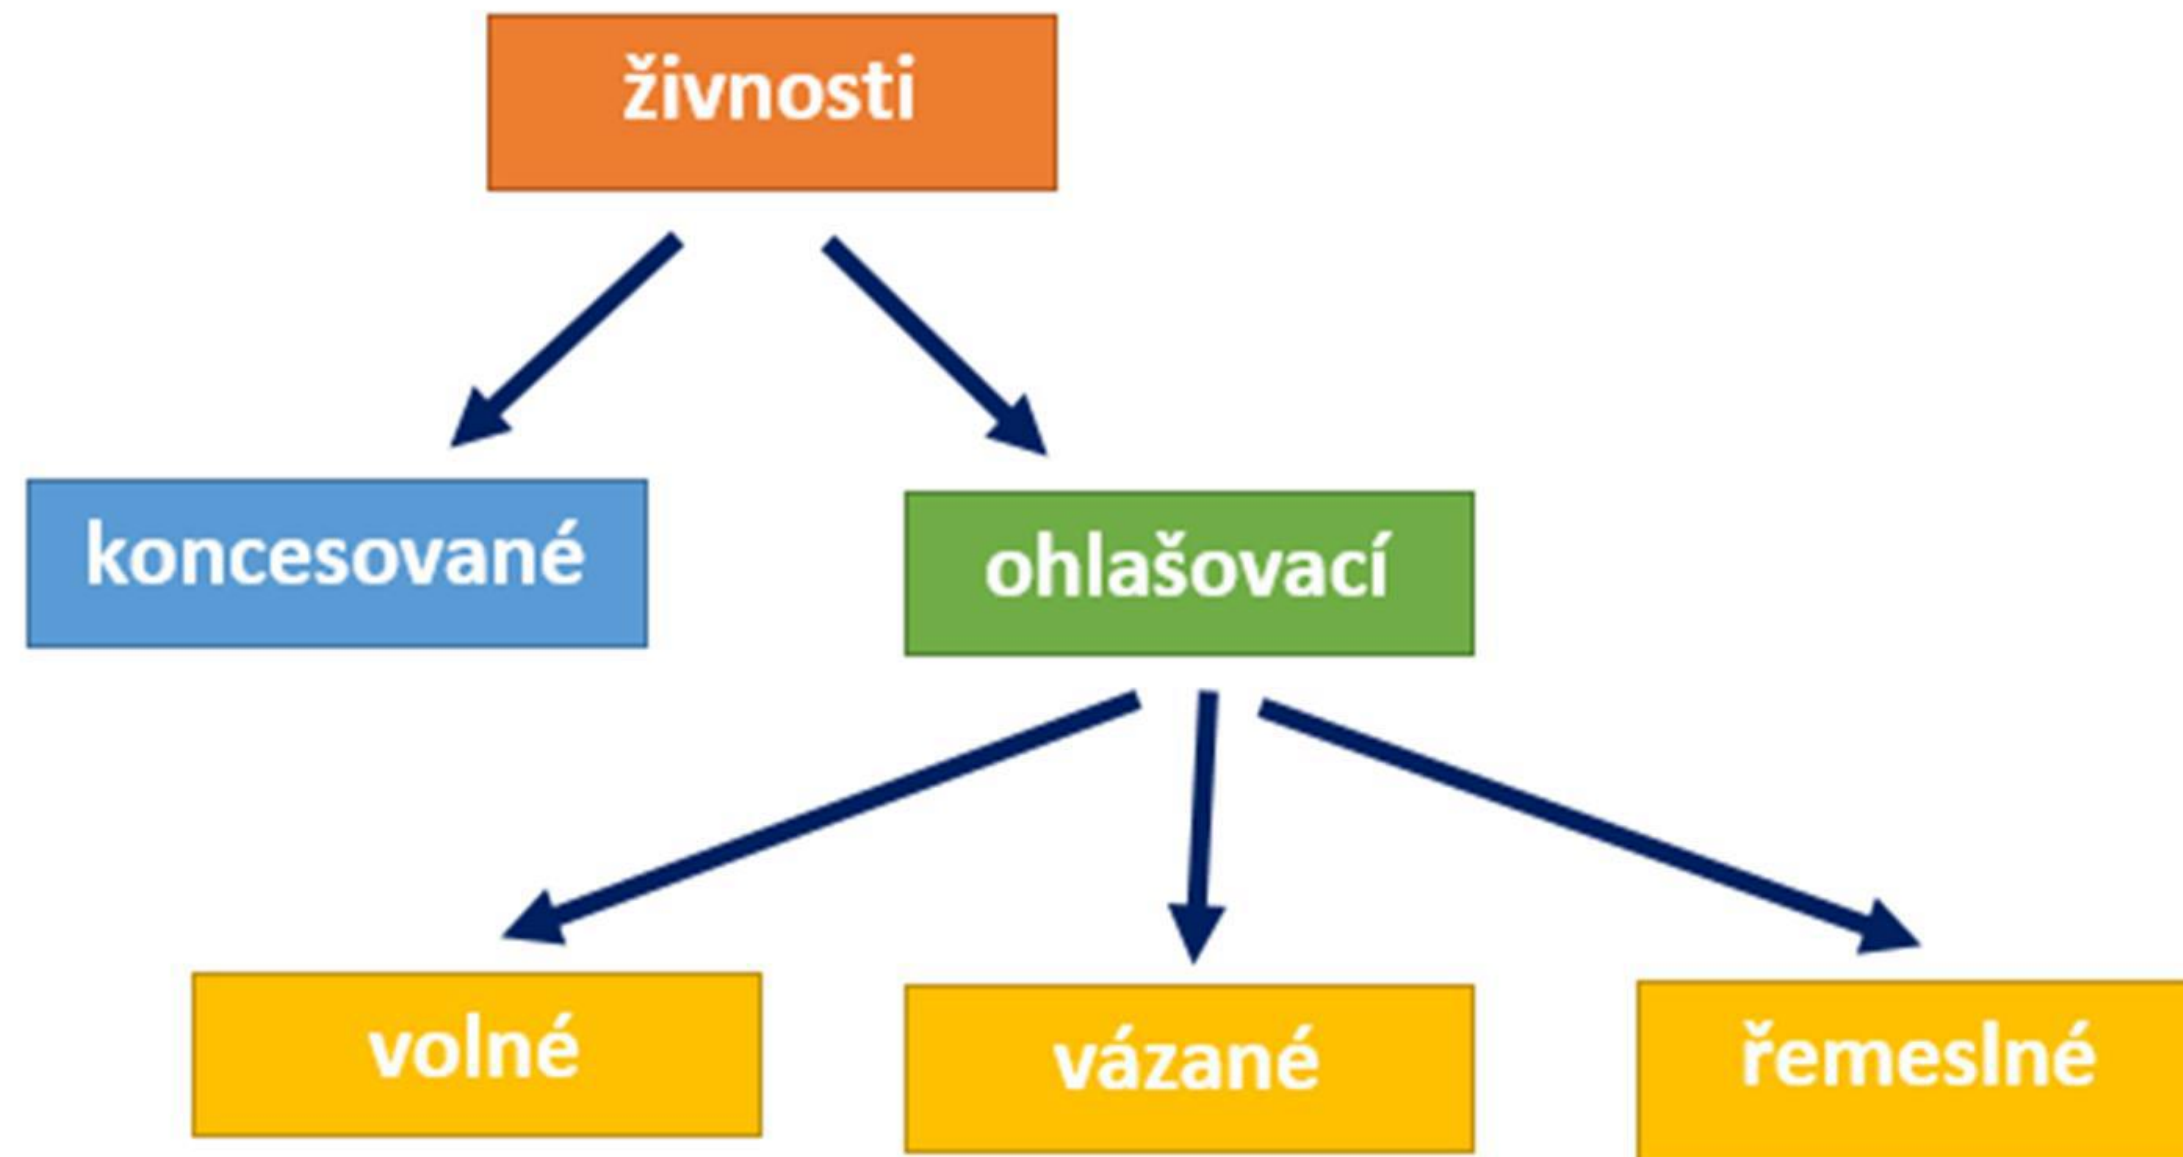 živnosti
koncesované
ohlašovací
volné
vázané
řemeslné